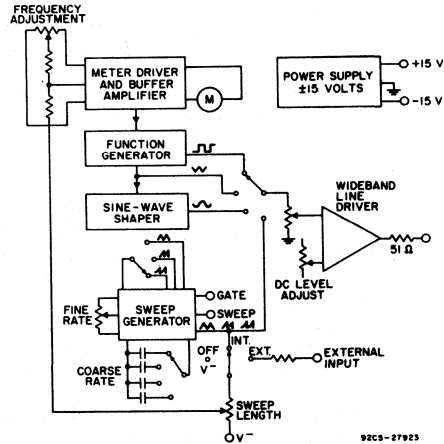 FREQUENCY
ADJUSTMENT
METER DRIVER
AND BUFFER
AMPLIFIER
M
POWER SUPPLY
±15 VOLTS
+15 V
-15 V
FUNCTION
GENERATOR
SINE-WAVE
SHAPER
WIDEBAND
LINE
DRIVER
51 Ω
DC LEVEL
ADJUST
FINE
RATE
SWEEP
GENERATOR
GATE
SWEEP
INT.
OFF
V-
EXT.
EXTERNAL
INPUT
COARSE
RATE
SWEEP
LENGTH
V-
92CS-27923